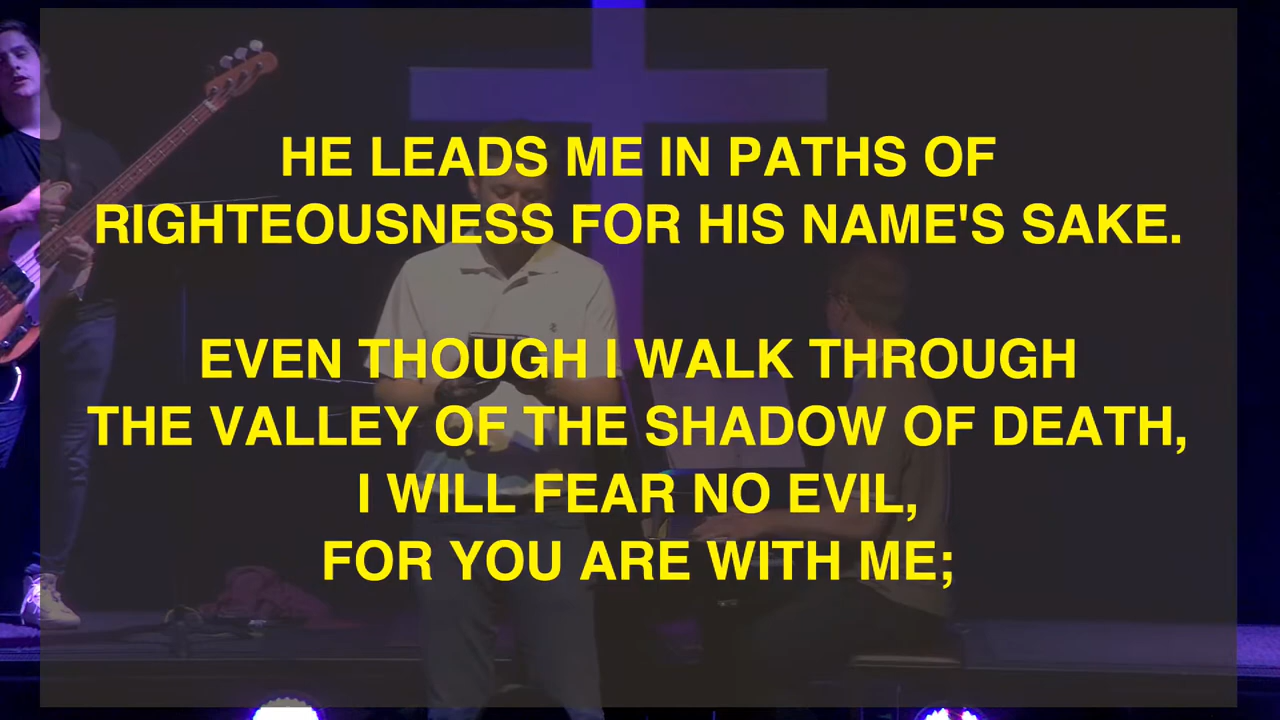 HE LEADS ME IN PATHS OF
RIGHTEOUSNESS FOR HIS NAME'S SAKE.
EVEN THOUGH I WALK THROUGH
THE VALLEY OF THE SHADOW OF DEATH,
I WILL FEAR NO EVIL,
FOR YOU ARE WITH ME;